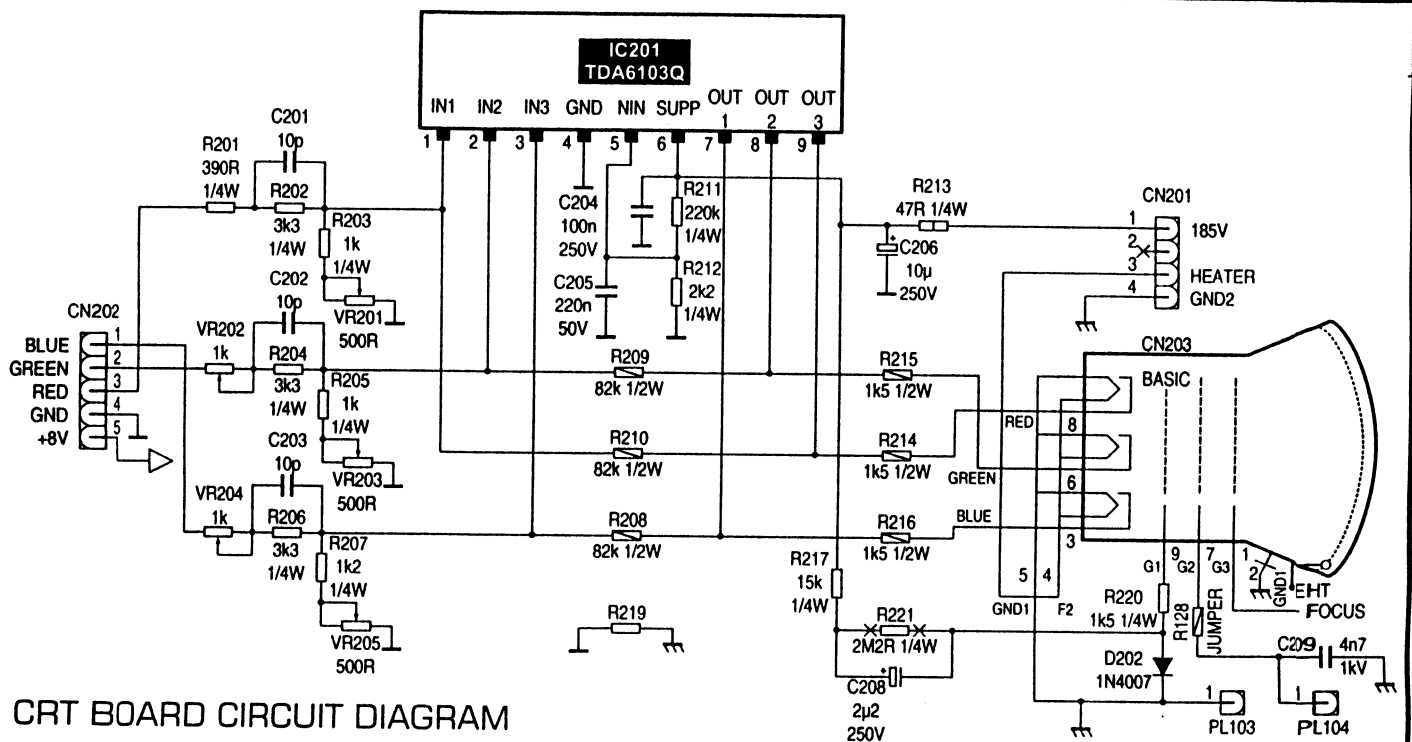 IC201
TDA6103Q
IN1 IN2 IN3 GND NIN SUPP OUT 1 OUT 2 OUT 3
1 2 3 4 5 6 7 8 9
C201
10p
R201
390R
1/4W
R202
3k3
1/4W
R203
1k
1/4W
C202
10p
VR201
500R
CN202
BLUE 1
GREEN 2
RED 3
GND 4
+8V 5
VR202
1k
R204
3k3
1/4W
R205
1k
1/4W
C203
10p
VR203
500R
VR204
1k
R206
3k3
1/4W
R207
1k2
1/4W
VR205
500R
C204
100n
250V
R211
220k
1/4W
C205
220n
50V
R212
2k2
1/4W
R213
47R 1/4W
+
C206
10µ
250V
CN201
1 185V
2
3 HEATER
4 GND2
R209
82k 1/2W
R210
82k 1/2W
R208
82k 1/2W
R219
R215
1k5 1/2W
R214
1k5 1/2W
R216
1k5 1/2W
CN203
BASIC
RED 8
GREEN 6
BLUE 3
R217
15k
1/4W
R221
2M2R 1/4W
+
C208
2µ2
250V
5 4
GND1 F2
G1 9 G2 7 G3 1
2
GND1
EHT
FOCUS
R220
1k5 1/4W
R128
JUMPER
D202
1N4007
C209 4n7
1kV
1
PL103
1
PL104
CRT BOARD CIRCUIT DIAGRAM